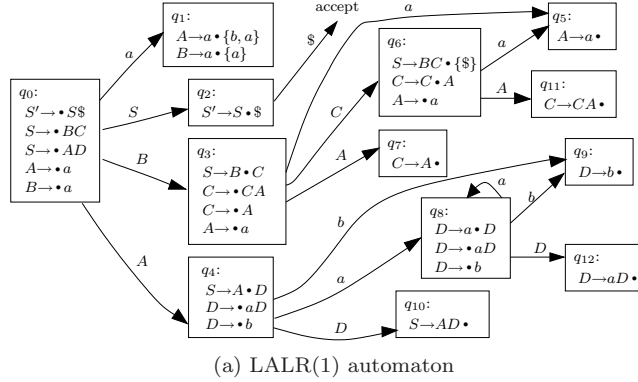 q₀:
S′→•S$
S→•BC
S→•AD
A→•a
B→•a
a
S
B
A
q₁:
A→a•{b, a}
B→a•{a}
q₂:
S′→S•$
$
accept
q₃:
S→B•C
C→•CA
C→•A
A→•a
a
C
A
q₄:
S→A•D
D→•aD
D→•b
b
a
D
q₅:
A→a•
q₆:
S→BC•{$}
C→C•A
A→•a
a
A
q₇:
C→A•
q₈:
D→a•D
D→•aD
D→•b
a
b
D
q₉:
D→b•
q₁₀:
S→AD•
q₁₁:
C→CA•
q₁₂:
D→aD•
(a) LALR(1) automaton